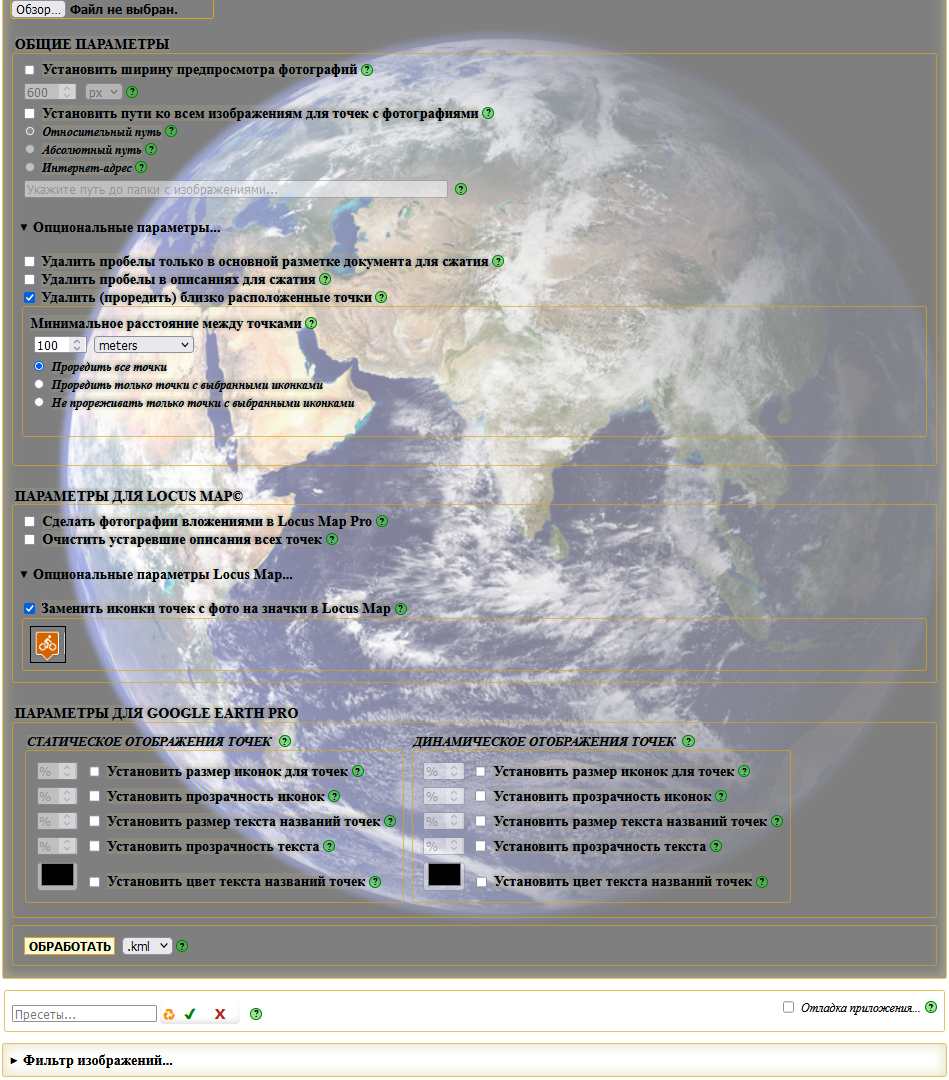 Обзор... Файл не выбран.
ОБЩИЕ ПАРАМЕТРЫ
Установить ширину предпросмотра фотографий ?
600 px ?
Установить пути ко всем изображениям для точек с фотографиями ?
Относительный путь ?
Абсолютный путь ?
Интернет-адрес ?
Укажите путь до папки с изображениями... ?
▼ Опциональные параметры...
Удалить пробелы только в основной разметке документа для сжатия ?
Удалить пробелы в описаниях для сжатия ?
Удалить (проредить) близко расположенные точки ?
Минимальное расстояние между точками ?
100 meters
Проредить все точки
Проредить только точки с выбранными иконками
Не прореживать только точки с выбранными иконками
ПАРАМЕТРЫ ДЛЯ LOCUS MAP©
Сделать фотографии вложениями в Locus Map Pro ?
Очистить устаревшие описания всех точек ?
▼ Опциональные параметры Locus Map...
Заменить иконки точек с фото на значки в Locus Map ?
ПАРАМЕТРЫ ДЛЯ GOOGLE EARTH PRO
СТАТИЧЕСКОЕ ОТОБРАЖЕНИЯ ТОЧЕК ?
% Установить размер иконок для точек ?
% Установить прозрачность иконок ?
% Установить размер текста названий точек ?
% Установить прозрачность текста ?
Установить цвет текста названий точек ?
ДИНАМИЧЕСКОЕ ОТОБРАЖЕНИЯ ТОЧЕК ?
% Установить размер иконок для точек ?
% Установить прозрачность иконок ?
% Установить размер текста названий точек ?
% Установить прозрачность текста ?
Установить цвет текста названий точек ?
ОБРАБОТАТЬ .kml ?
Пресеты... ✔ X ?
Отладка приложения... ?
► Фильтр изображений...